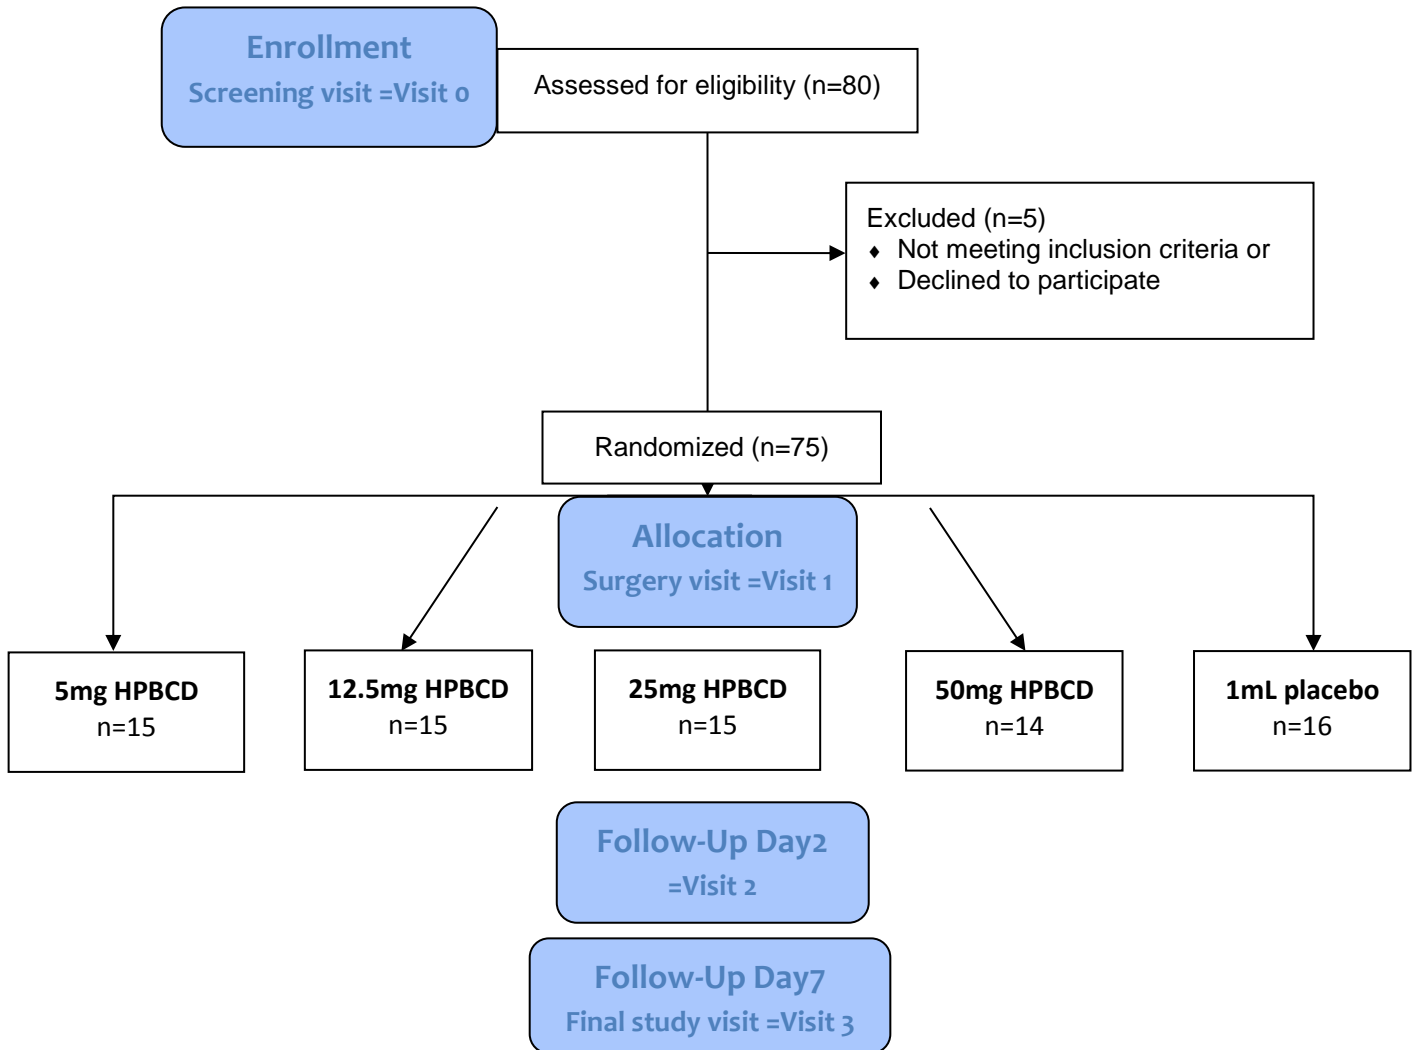 Enrollment
Screening visit =Visit 0
Assessed for eligibility (n=80)
Excluded (n=5)
♦ Not meeting inclusion criteria or
♦ Declined to participate
Randomized (n=75)
Allocation
Surgery visit =Visit 1
5mg HPBCD
n=15
12.5mg HPBCD
n=15
25mg HPBCD
n=15
50mg HPBCD
n=14
1mL placebo
n=16
Follow-Up Day2
=Visit 2
Follow-Up Day7
Final study visit =Visit 3